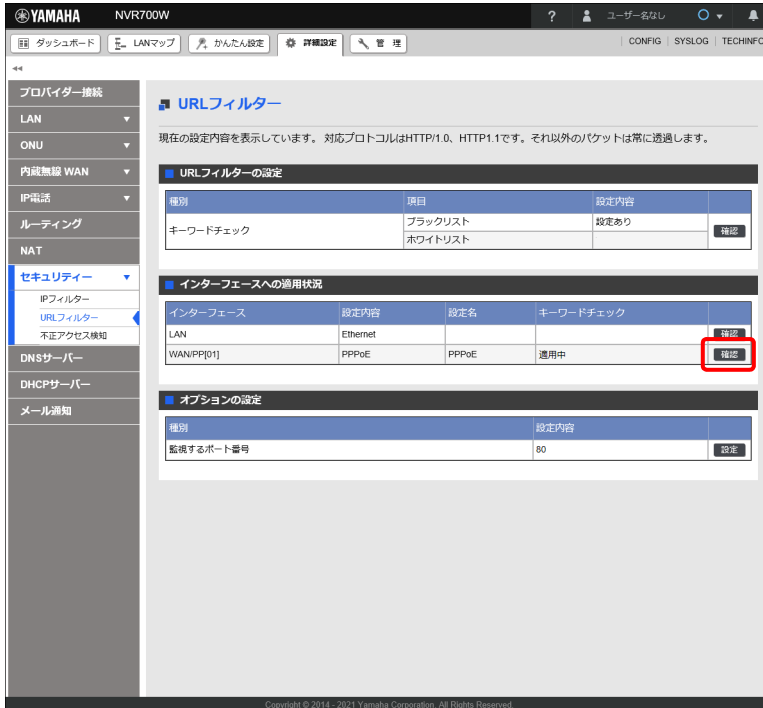 YAMAHA NVR700W ? ユーザー名なし
ダッシュボード LANマップ かんたん設定 詳細設定 管 理 CONFIG SYSLOG TECHINFO
プロバイダー接続
LAN
ONU
内蔵無線 WAN
IP電話
ルーティング
NAT
セキュリティー
IPフィルター
URLフィルター
不正アクセス検知
DNSサーバー
DHCPサーバー
メール通知
URLフィルター
現在の設定内容を表示しています。 対応プロトコルはHTTP/1.0、HTTP1.1です。それ以外のパケットは常に透過します。
URLフィルターの設定
種別 項目 設定内容
キーワードチェック ブラックリスト 設定あり 確認
ホワイトリスト
インターフェースへの適用状況
インターフェース 設定内容 設定名 キーワードチェック
LAN Ethernet 確認
WAN/PP[01] PPPoE PPPoE 適用中 確認
オプションの設定
種別 設定内容
監視するポート番号 80 設定
Copyright © 2014 - 2021 Yamaha Corporation. All Rights Reserved.